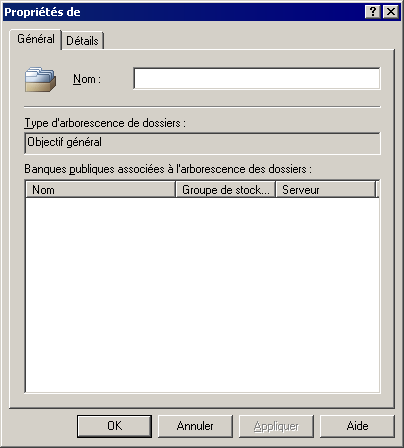 Propriétés de
Général Détails
Nom :
Type d'arborescence de dossiers :
Objectif général
Banques publiques associées à l'arborescence des dossiers :
Nom Groupe de stock... Serveur
OK Annuler Appliquer Aide